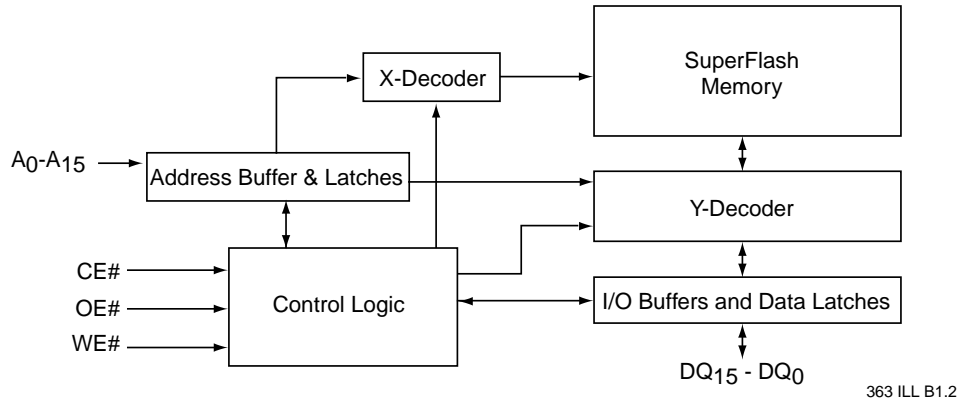 SuperFlash
Memory
X-Decoder
A0-A15
Address Buffer & Latches
Y-Decoder
CE#
OE#
WE#
Control Logic
I/O Buffers and Data Latches
DQ15 - DQ0
363 ILL B1.2